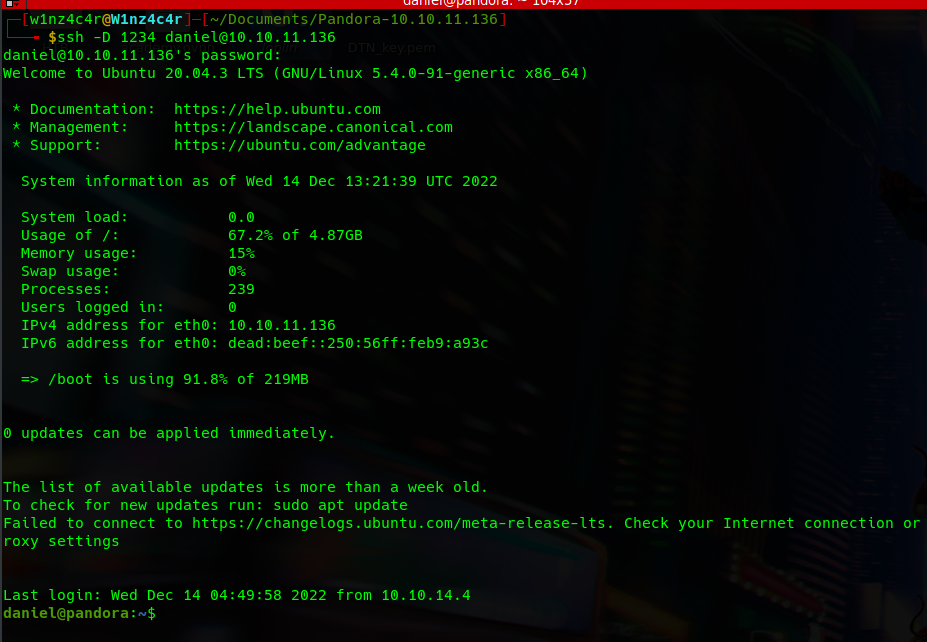 daniel@pandora: ~ 104x57
┌─[w1nz4c4r@W1nz4c4r]─[~/Documents/Pandora-10.10.11.136]
└──╼ $ssh -D 1234 daniel@10.10.11.136
DTN_key.pem
daniel@10.10.11.136's password:
Welcome to Ubuntu 20.04.3 LTS (GNU/Linux 5.4.0-91-generic x86_64)
* Documentation:  https://help.ubuntu.com
* Management:     https://landscape.canonical.com
* Support:        https://ubuntu.com/advantage
System information as of Wed 14 Dec 13:21:39 UTC 2022
System load:           0.0
Usage of /:            67.2% of 4.87GB
Memory usage:          15%
Swap usage:            0%
Processes:             239
Users logged in:       0
IPv4 address for eth0: 10.10.11.136
IPv6 address for eth0: dead:beef::250:56ff:feb9:a93c
=> /boot is using 91.8% of 219MB
0 updates can be applied immediately.
The list of available updates is more than a week old.
To check for new updates run: sudo apt update
Failed to connect to https://changelogs.ubuntu.com/meta-release-lts. Check your Internet connection or
roxy settings
Last login: Wed Dec 14 04:49:58 2022 from 10.10.14.4
daniel@pandora:~$